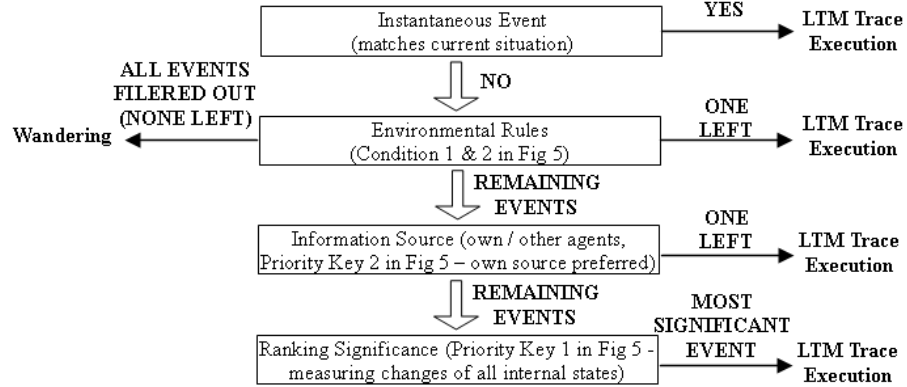 Instantaneous Event
(matches current situation)
YES
LTM Trace
Execution
NO
ALL EVENTS
FILERED OUT
(NONE LEFT)
Wandering
Environmental Rules
(Condition 1 & 2 in Fig 5)
ONE
LEFT
LTM Trace
Execution
REMAINING
EVENTS
Information Source (own / other agents,
Priority Key 2 in Fig 5 – own source preferred)
ONE
LEFT
LTM Trace
Execution
REMAINING
EVENTS
Ranking Significance (Priority Key 1 in Fig 5 -
measuring changes of all internal states)
MOST
SIGNIFICANT
EVENT
LTM Trace
Execution